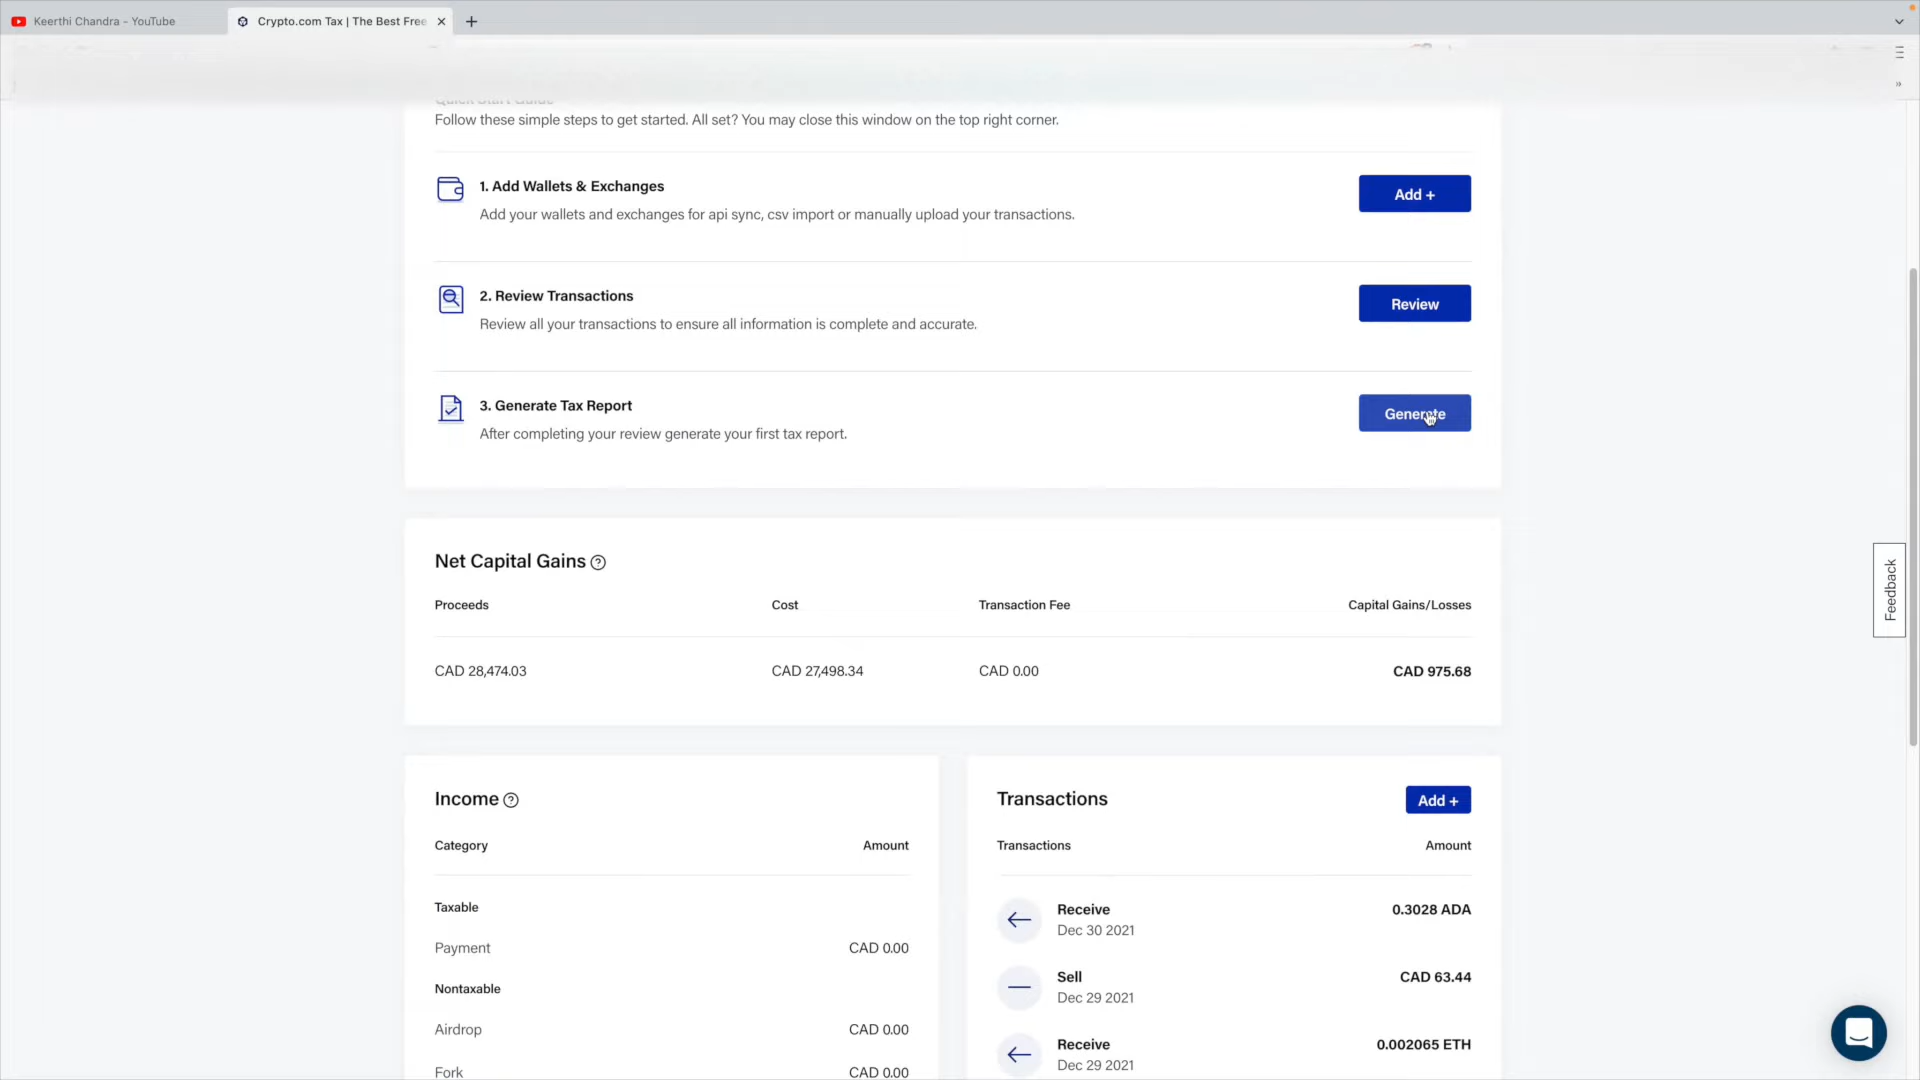 Keerthi Chandra - YouTube
Crypto.com Tax | The Best Free
Quick Start Guide
Follow these simple steps to get started. All set? You may close this window on the top right corner.
1. Add Wallets & Exchanges
Add +
Add your wallets and exchanges for api sync, csv import or manually upload your transactions.
2. Review Transactions
Review
Review all your transactions to ensure all information is complete and accurate.
3. Generate Tax Report
Generate
After completing your review generate your first tax report.
Net Capital Gains ?
Proceeds Cost Transaction Fee Capital Gains/Losses
CAD 28,474.03 CAD 27,498.34 CAD 0.00 CAD 975.68
Feedback
Income ?
Category Amount
Taxable
Payment CAD 0.00
Nontaxable
Airdrop CAD 0.00
Fork CAD 0.00
Transactions Add +
Transactions Amount
Receive 0.3028 ADA
Dec 30 2021
Sell CAD 63.44
Dec 29 2021
Receive 0.002065 ETH
Dec 29 2021